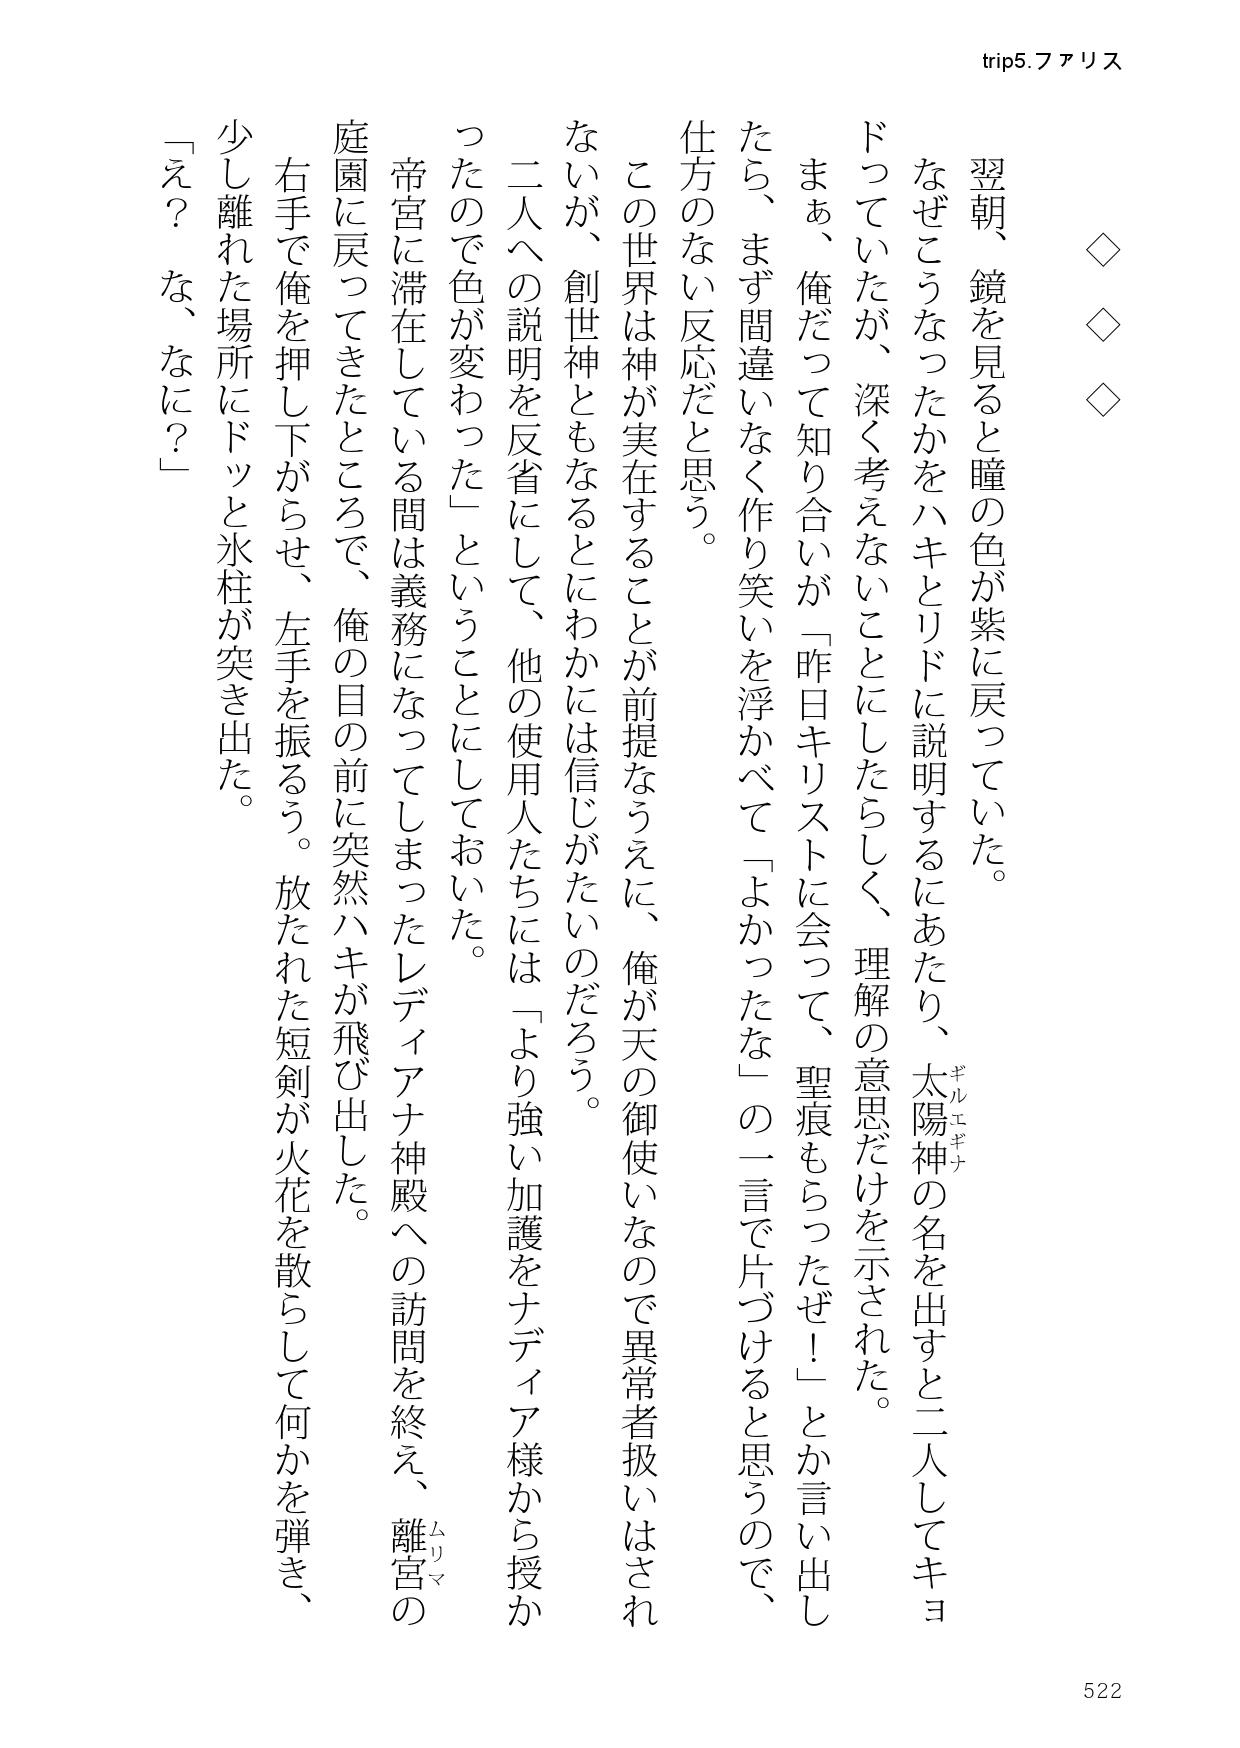 trip5.ファリス
◇　◇　◇
　翌朝、鏡を見ると瞳の色が紫に戻っていた。
　なぜこうなったかをハキとリドに説明するにあたり、太陽神の名を出すと二人してキョ
ギルエギナ
ドっていたが、深く考えないことにしたらしく、理解の意思だけを示された。
　まぁ、俺だって知り合いが「昨日キリストに会って、聖痕もらったぜ！」とか言い出し
たら、まず間違いなく作り笑いを浮かべて「よかったな」の一言で片づけると思うので、
仕方のない反応だと思う。
　この世界は神が実在することが前提なうえに、俺が天の御使いなので異常者扱いはされ
ないが、創世神ともなるとにわかには信じがたいのだろう。
　二人への説明を反省にして、他の使用人たちには「より強い加護をナディア様から授か
ったので色が変わった」ということにしておいた。
　帝宮に滞在している間は義務になってしまったレディアナ神殿への訪問を終え、離宮の
ムリマ
庭園に戻ってきたところで、俺の目の前に突然ハキが飛び出した。
　右手で俺を押し下がらせ、左手を振るう。放たれた短剣が火花を散らして何かを弾き、
少し離れた場所にドッと氷柱が突き出た。
「え？　な、なに？」
522